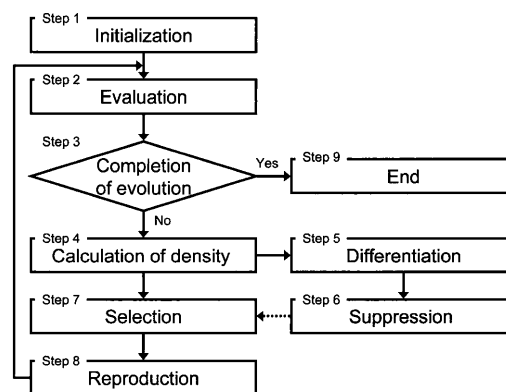 Step 1
Initialization
Step 2
Evaluation
Step 3
Completion
of evolution
Yes
Step 9
End
No
Step 4
Calculation of density
Step 5
Differentiation
Step 7
Selection
Step 6
Suppression
Step 8
Reproduction